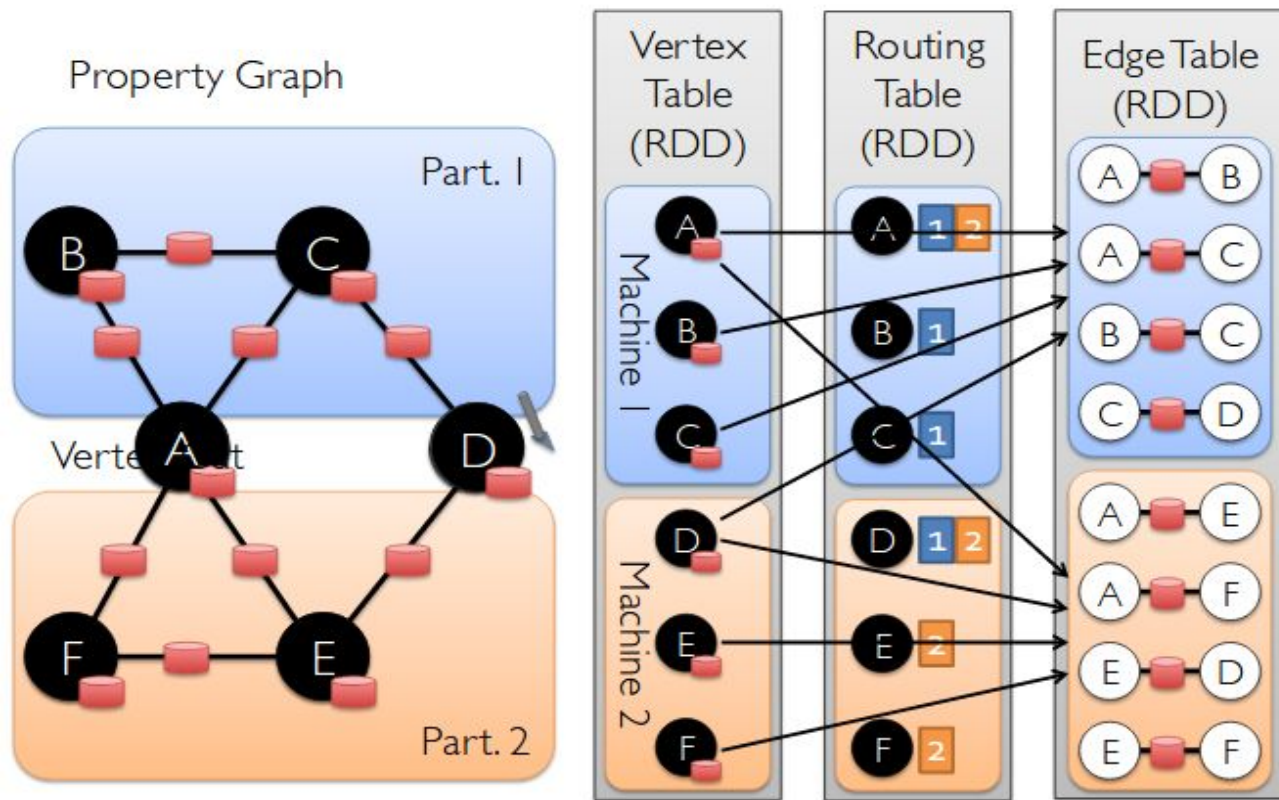 Property Graph
Part. 1
B
C
A
D
F
E
Part. 2
Vertex
Table
(RDD)
Machine 1
A
B
C
Machine 2
D
E
F
Routing
Table
(RDD)
A 1 2
B 1
C 1
D 1 2
E 2
F 2
Edge Table
(RDD)
A B
A C
B C
C D
A E
A F
E D
E F